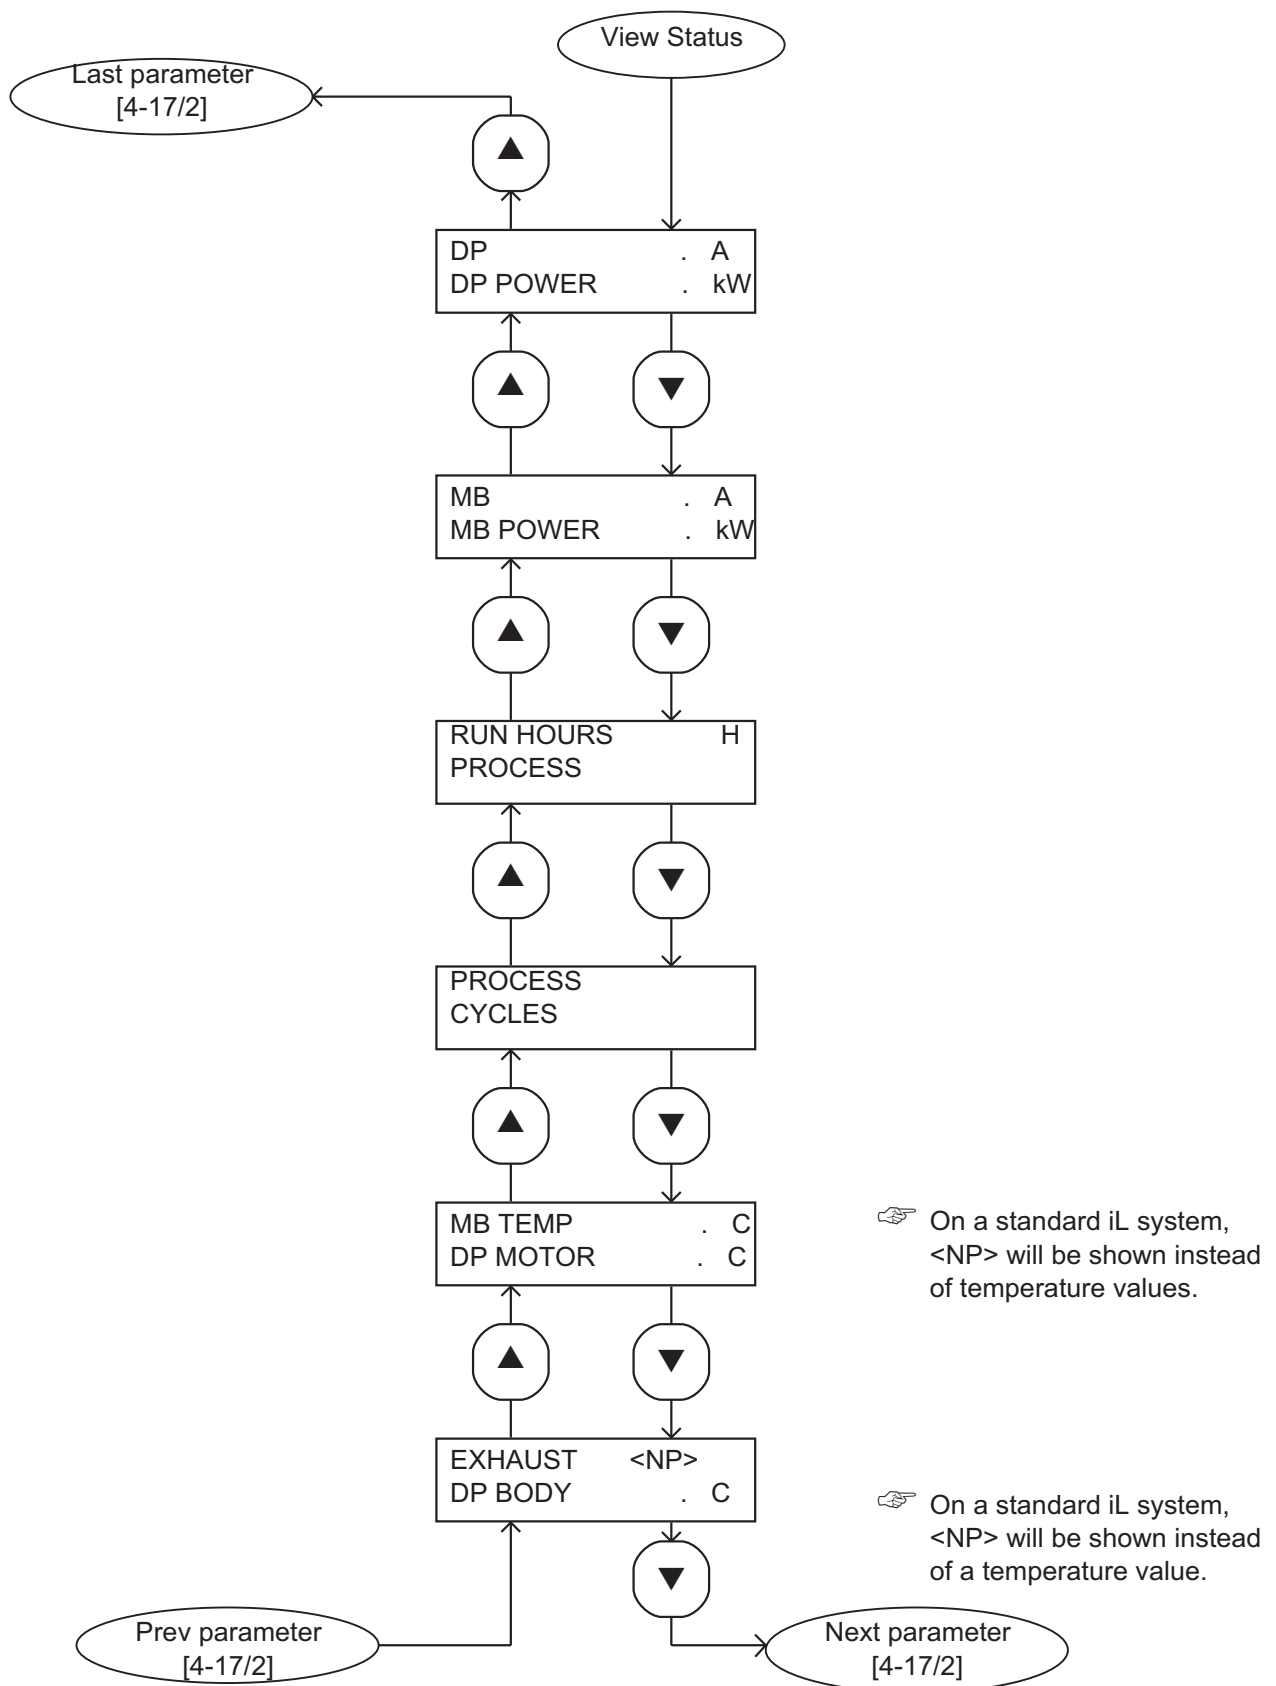 View Status
Last parameter
[4-17/2]
DP . A
DP POWER . kW
MB . A
MB POWER . kW
RUN HOURS H
PROCESS
PROCESS
CYCLES
MB TEMP . C
DP MOTOR . C
On a standard iL system,
<NP> will be shown instead
of temperature values.
EXHAUST <NP>
DP BODY . C
On a standard iL system,
<NP> will be shown instead
of a temperature value.
Prev parameter
[4-17/2]
Next parameter
[4-17/2]